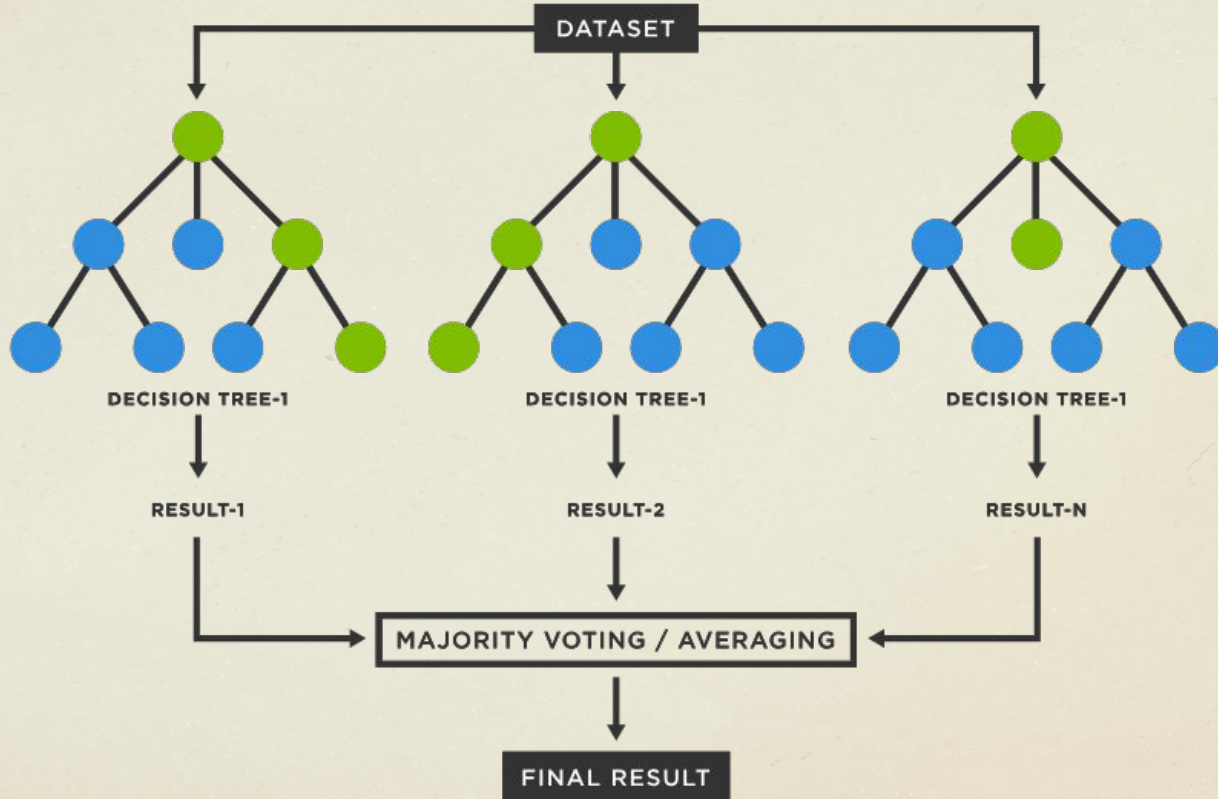 DATASET
DECISION TREE-1
DECISION TREE-1
DECISION TREE-1
RESULT-1
RESULT-2
RESULT-N
MAJORITY VOTING / AVERAGING
FINAL RESULT